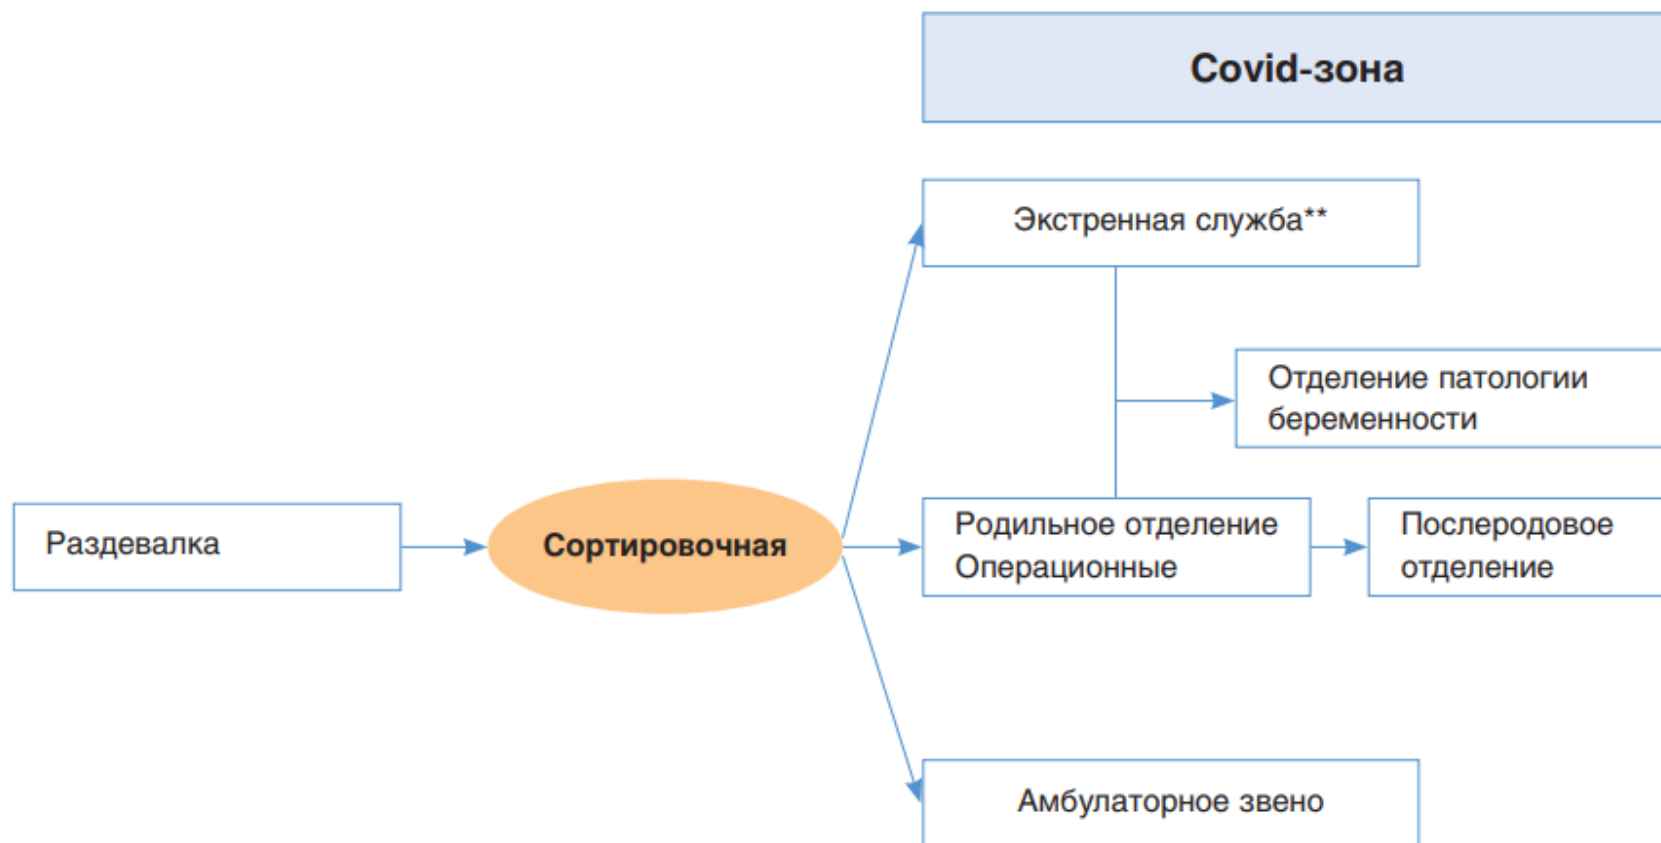 Covid-зона
Экстренная служба**
Отделение патологии
беременности
Раздевалка
Сортировочная
Родильное отделение
Операционные
Послеродовое
отделение
Амбулаторное звено